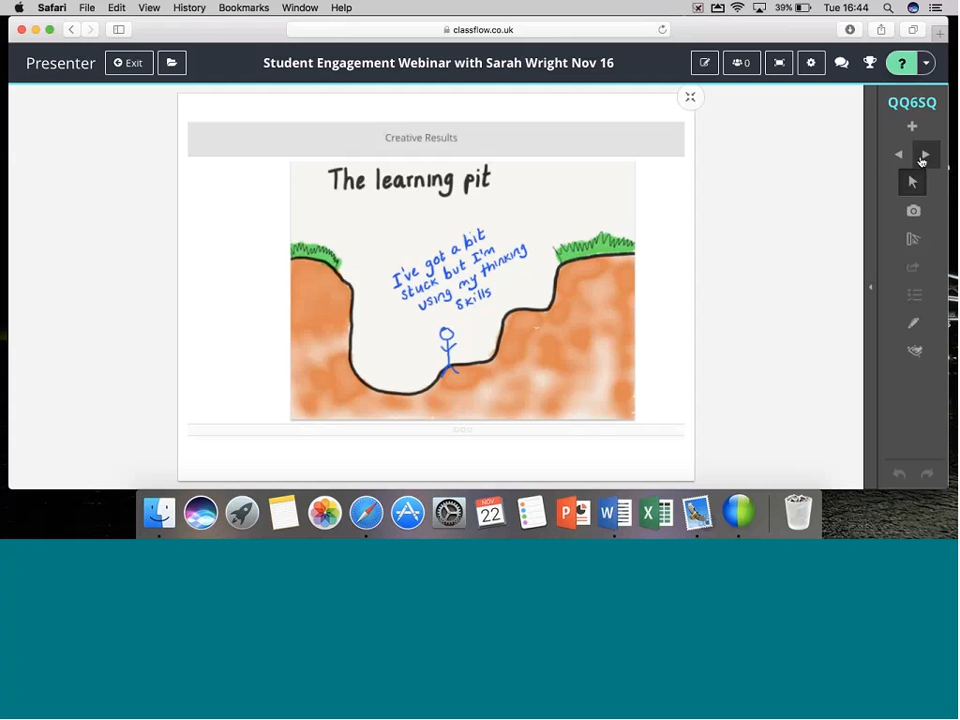 Safari File Edit View History Bookmarks Window Help 39% Tue 16:44
classflow.co.uk
Presenter Exit Student Engagement Webinar with Sarah Wright Nov 16 0 ?
QQ6SQ
Creative Results
The learning pit
I've got a bit
stuck but I'm
using my thinking
skills
NOV
22
P W X